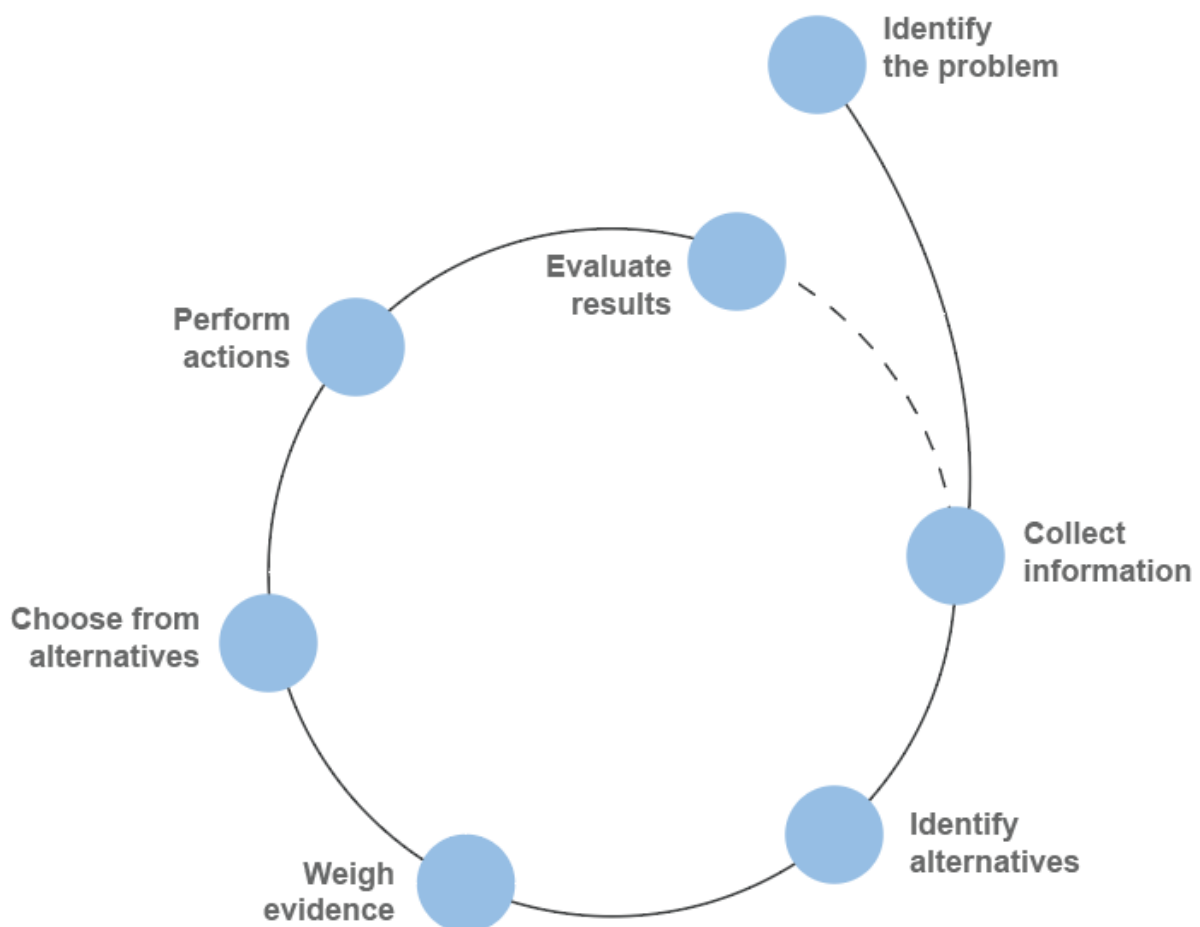 Identify
the problem
Evaluate
results
Perform
actions
Collect
information
Choose from
alternatives
Identify
alternatives
Weigh
evidence